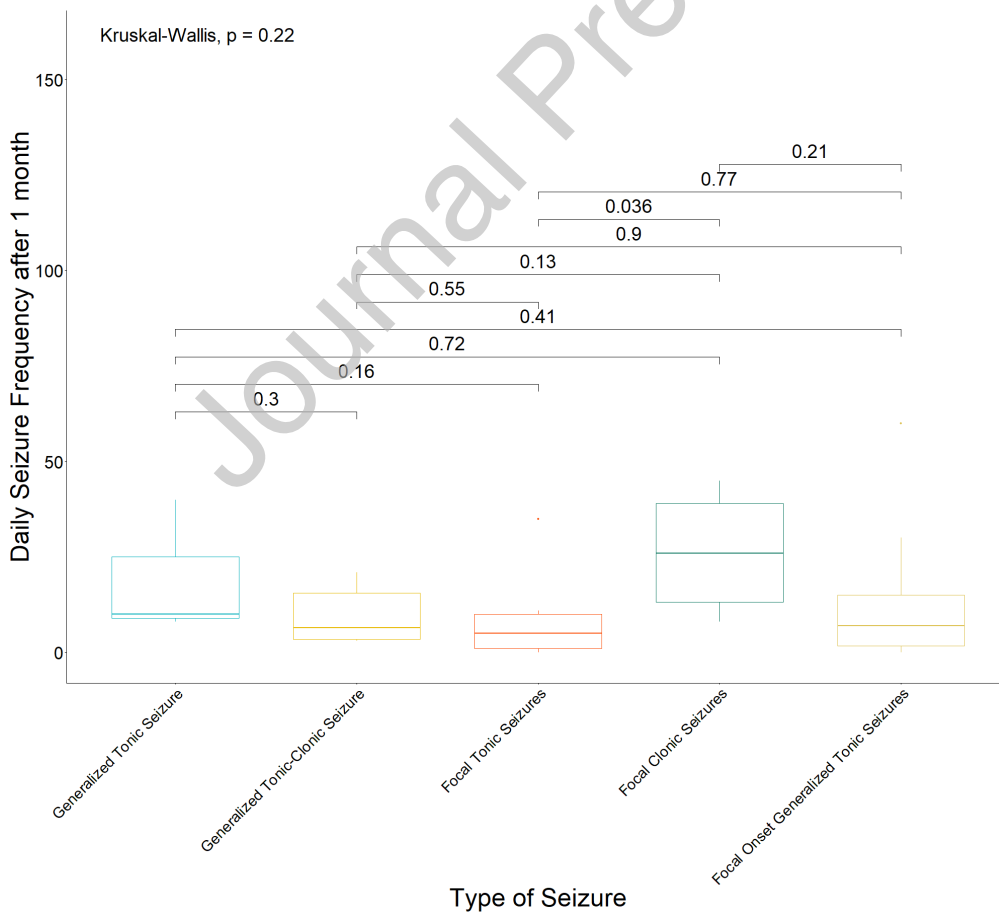 Kruskal-Wallis, p = 0.22
Journal Pre
150
100
50
0
Daily Seizure Frequency after 1 month
0.21
0.77
0.036
0.9
0.13
0.55
0.41
0.72
0.16
0.3
Generalized Tonic Seizure
Generalized Tonic-Clonic Seizure
Focal Tonic Seizures
Focal Clonic Seizures
Focal Onset Generalized Tonic Seizures
Type of Seizure